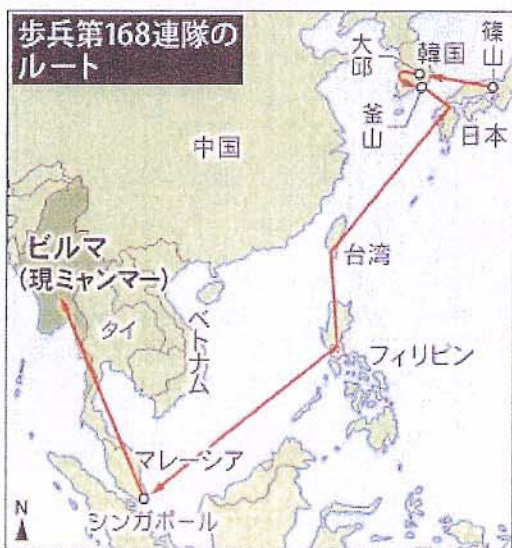 歩兵第168連隊の
ルート
大邱
韓国
篠山
釜山
日本
中国
台湾
ビルマ
(現ミャンマー)
タイ
ベトナム
フィリピン
マレーシア
シンガポール
N